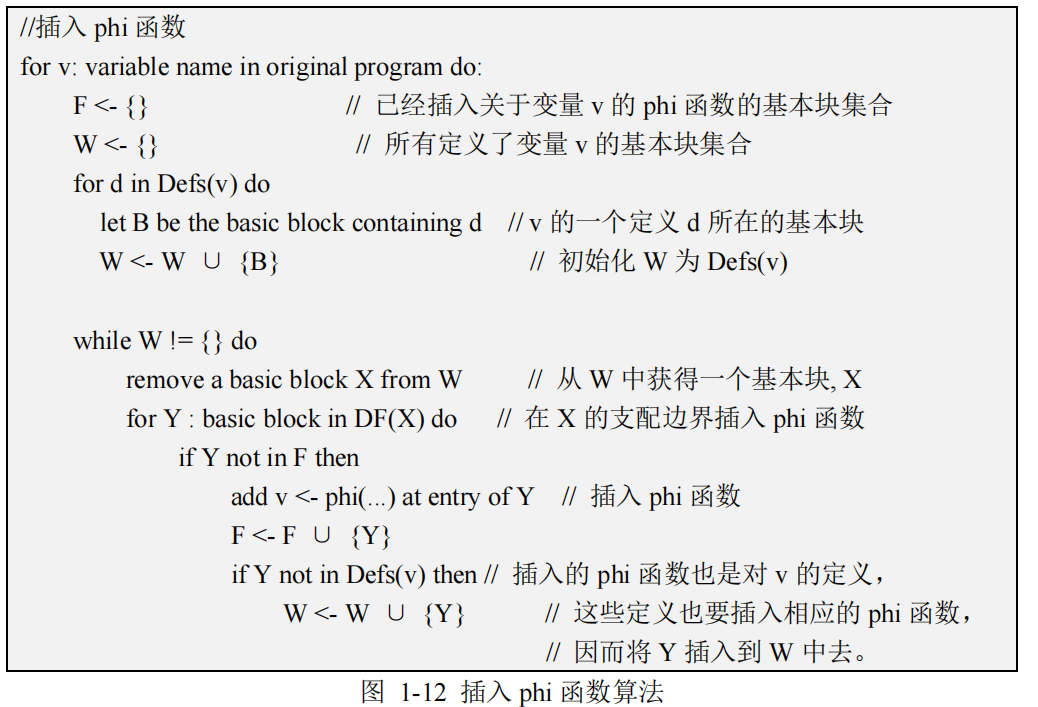 //插入 phi 函数
for v: variable name in original program do:
F <- {} // 已经插入关于变量 v 的 phi 函数的基本块集合
W <- {} // 所有定义了变量 v 的基本块集合
for d in Defs(v) do
let B be the basic block containing d // v 的一个定义 d 所在的基本块
W <- W ∪ {B} // 初始化 W 为 Defs(v)
while W != {} do
remove a basic block X from W // 从 W 中获得一个基本块, X
for Y : basic block in DF(X) do // 在 X 的支配边界插入 phi 函数
if Y not in F then
add v <- phi(...) at entry of Y // 插入 phi 函数
F <- F ∪ {Y}
if Y not in Defs(v) then // 插入的 phi 函数也是对 v 的定义，
W <- W ∪ {Y} // 这些定义也要插入相应的 phi 函数，
// 因而将 Y 插入到 W 中去。
图 1-12 插入 phi 函数算法